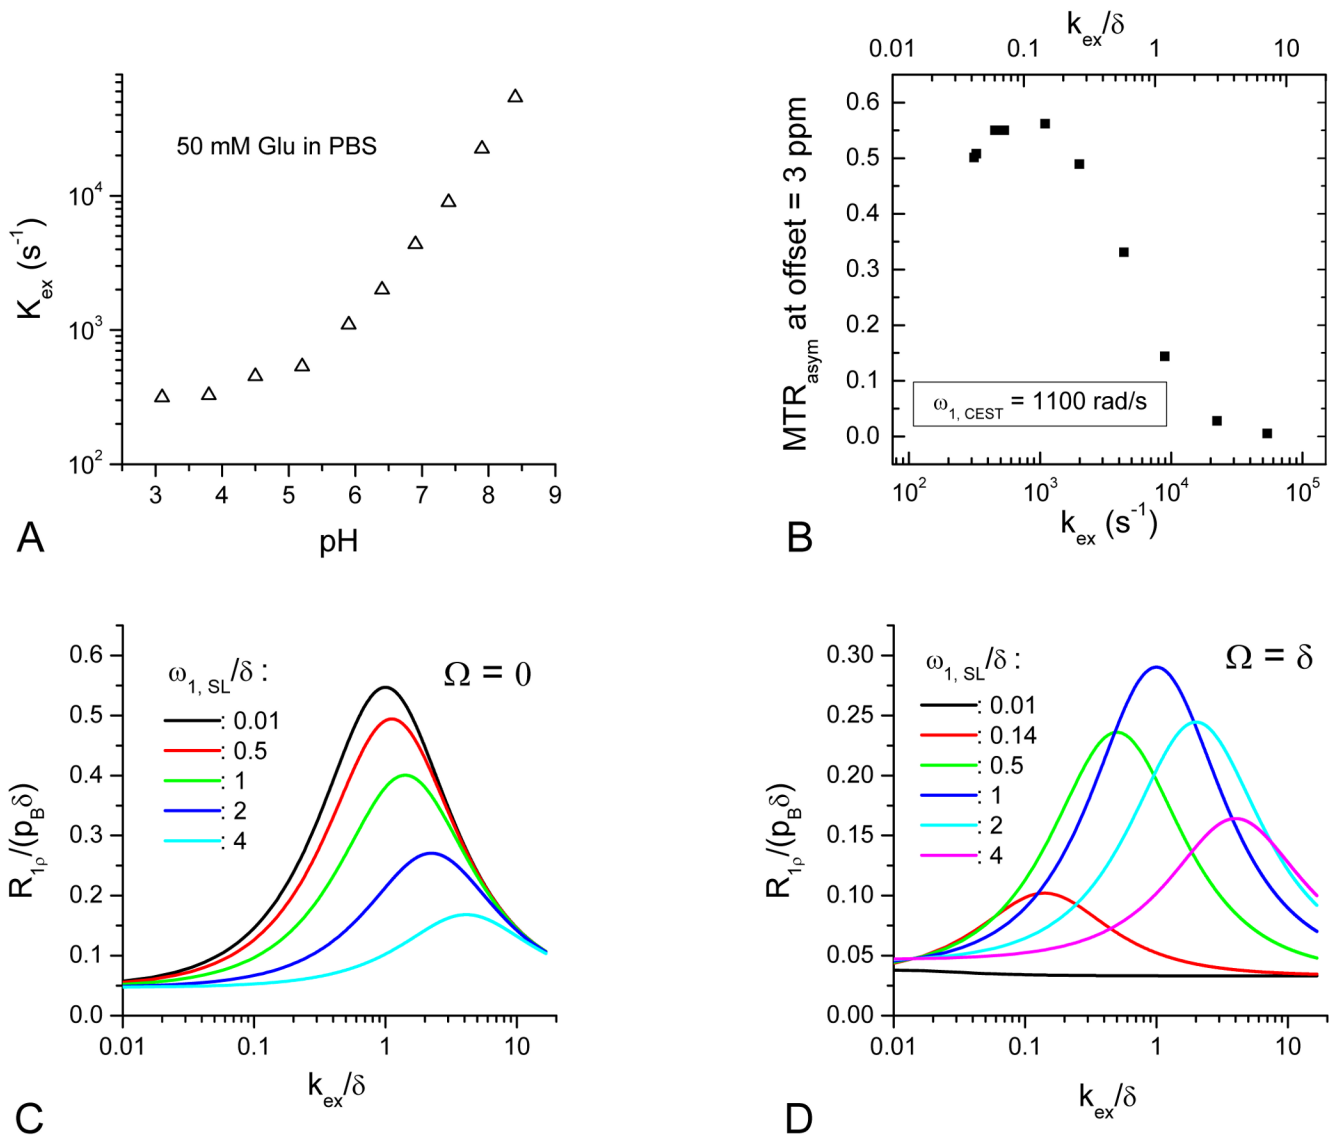 50 mM Glu in PBS
K_ex (s^-1)
10^4
10^3
10^2
3 4 5 6 7 8 9
pH
A
k_ex/δ
0.01 0.1 1 10
MTR_asym at offset = 3 ppm
0.6
0.5
0.4
0.3
0.2
0.1
0.0
ω_1, CEST = 1100 rad/s
10^2 10^3 10^4 10^5
k_ex (s^-1)
B
R_1ρ/(p_Bδ)
0.6
0.5
0.4
0.3
0.2
0.1
0.0
ω_1, SL/δ :
: 0.01
: 0.5
: 1
: 2
: 4
Ω = 0
0.01 0.1 1 10
k_ex/δ
C
R_1ρ/(p_Bδ)
0.30
0.25
0.20
0.15
0.10
0.05
0.00
ω_1, SL/δ :
: 0.01
: 0.14
: 0.5
: 1
: 2
: 4
Ω = δ
0.01 0.1 1 10
k_ex/δ
D